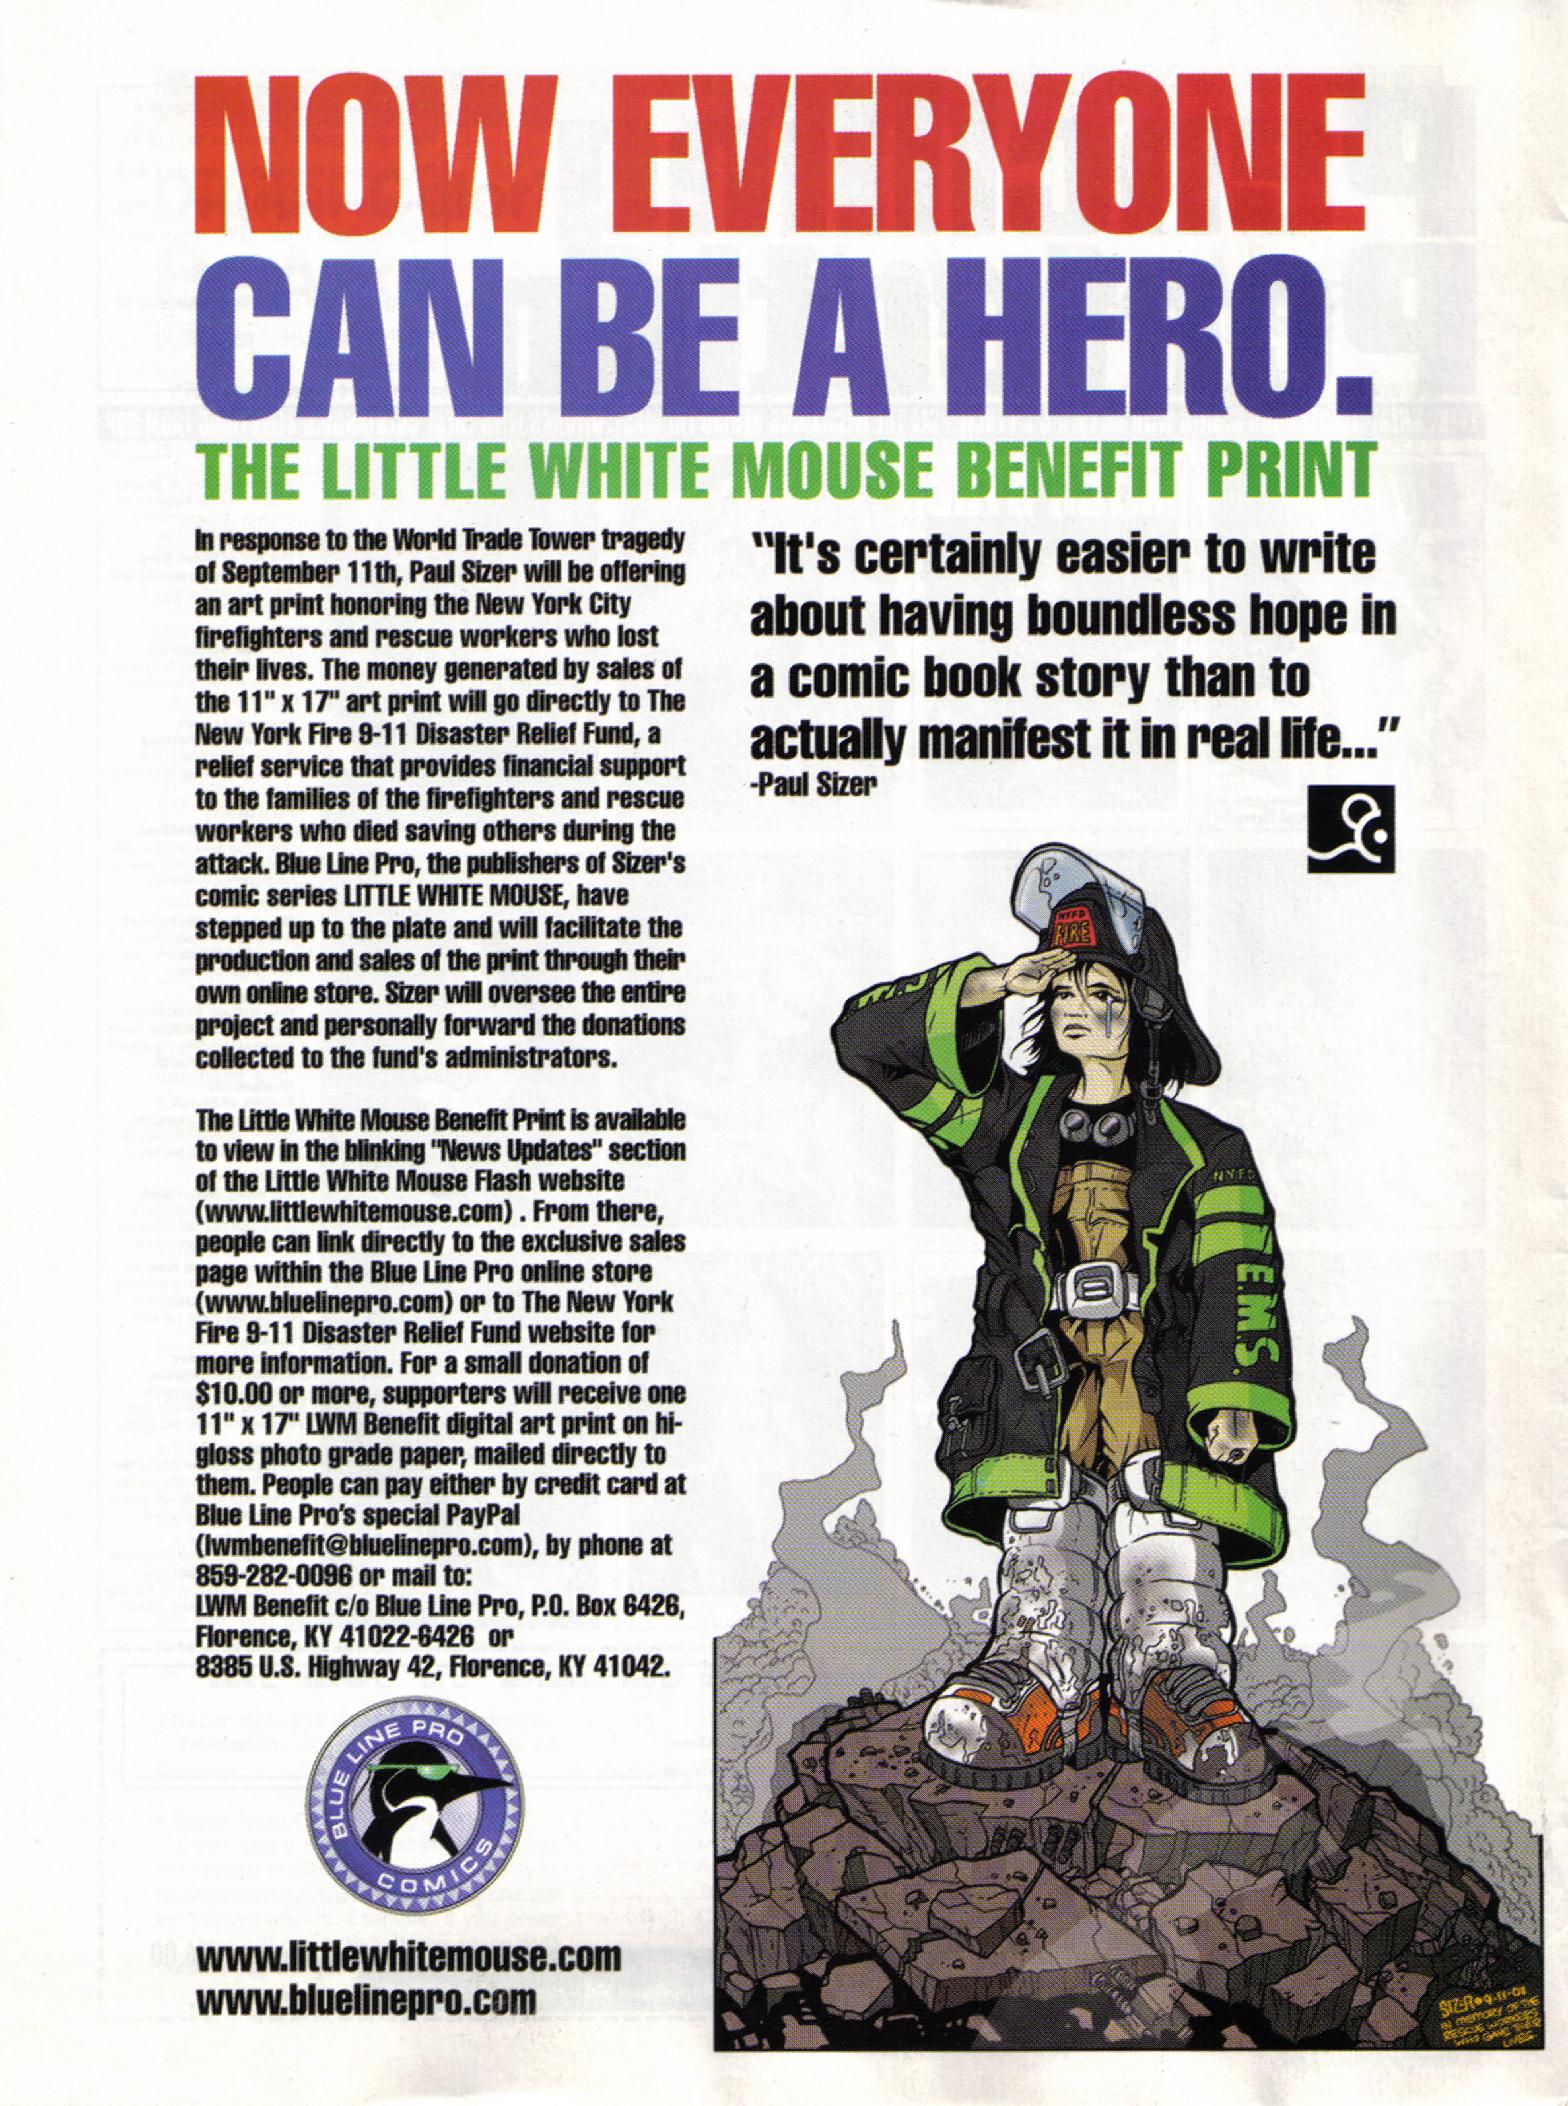 NOW EVERYONE
CAN BE A HERO.
THE LITTLE WHITE MOUSE BENEFIT PRINT
In response to the World Trade Tower tragedy
of September 11th, Paul Sizer will be offering
an art print honoring the New York City
firefighters and rescue workers who lost
their lives. The money generated by sales of
the 11" x 17" art print will go directly to The
New York Fire 9-11 Disaster Relief Fund, a
relief service that provides financial support
to the families of the firefighters and rescue
workers who died saving others during the
attack. Blue Line Pro, the publishers of Sizer's
comic series LITTLE WHITE MOUSE, have
stepped up to the plate and will facilitate the
production and sales of the print through their
own online store. Sizer will oversee the entire
project and personally forward the donations
collected to the fund's administrators.
The Little White Mouse Benefit Print is available
to view in the blinking "News Updates" section
of the Little White Mouse Flash website
(www.littlewhitemouse.com) . From there,
people can link directly to the exclusive sales
page within the Blue Line Pro online store
(www.bluelinepro.com) or to The New York
Fire 9-11 Disaster Relief Fund website for
more information. For a small donation of
$10.00 or more, supporters will receive one
11" x 17" LWM Benefit digital art print on hi-
gloss photo grade paper, mailed directly to
them. People can pay either by credit card at
Blue Line Pro's special PayPal
(lwmbenefit@bluelinepro.com), by phone at
859-282-0096 or mail to:
LWM Benefit c/o Blue Line Pro, P.O. Box 6426,
Florence, KY 41022-6426 or
8385 U.S. Highway 42, Florence, KY 41042.
BLUE LINE PRO
COMICS
www.littlewhitemouse.com
www.bluelinepro.com
"It's certainly easier to write
about having boundless hope in
a comic book story than to
actually manifest it in real life..."
-Paul Sizer
NYFD
FIRE
NYFD
E.M.S.
SIZ-R 9-11-01
IN MEMORY OF THE
RESCUE WORKERS
WHO GAVE THEIR
LIVES